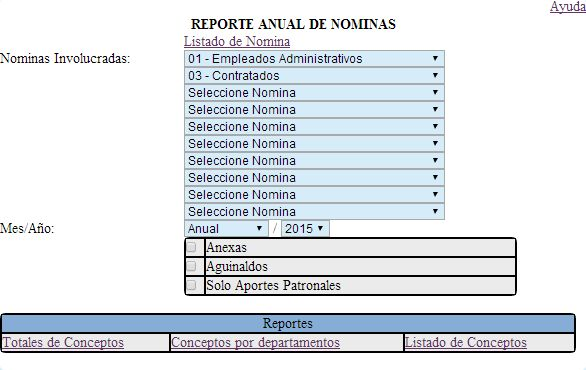 Ayuda
REPORTE ANUAL DE NOMINAS
Listado de Nomina
Nominas Involucradas: 01 - Empleados Administrativos
03 - Contratados
Seleccione Nomina
Seleccione Nomina
Seleccione Nomina
Seleccione Nomina
Seleccione Nomina
Seleccione Nomina
Seleccione Nomina
Seleccione Nomina
Mes/Año: Anual / 2015
Anexas
Aguinaldos
Solo Aportes Patronales
Reportes
Totales de Conceptos Conceptos por departamentos Listado de Conceptos